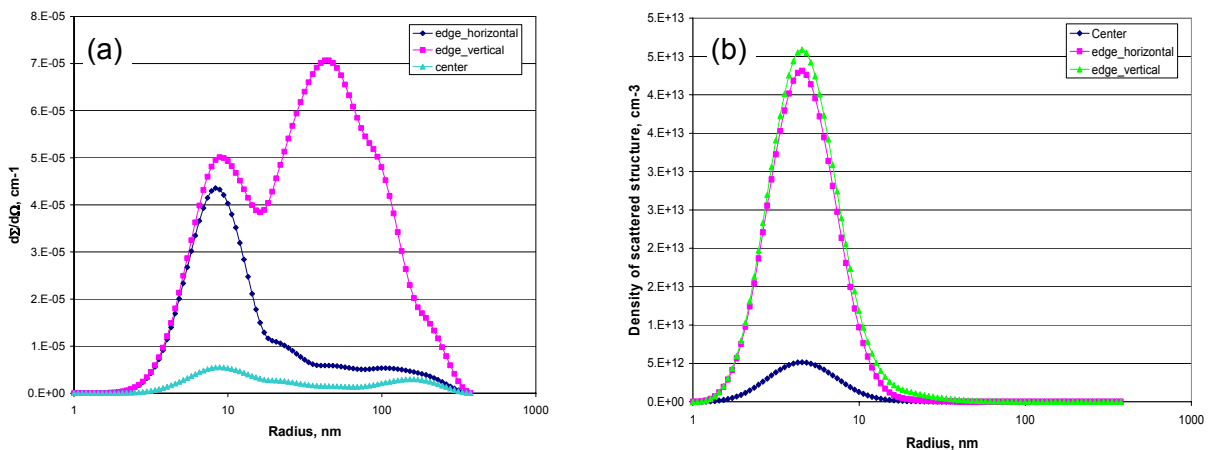 (a)
8.E-05
7.E-05
6.E-05
5.E-05
4.E-05
3.E-05
2.E-05
1.E-05
0.E+00
dΣ/dΩ, cm-1
1
10
100
1000
Radius, nm
edge_horizontal
edge_vertical
center
(b)
5.E+13
5.E+13
4.E+13
4.E+13
3.E+13
3.E+13
2.E+13
2.E+13
1.E+13
5.E+12
0.E+00
Density of scattered structure, cm-3
1
10
100
1000
Radius, nm
Center
edge_horizontal
edge_vertical